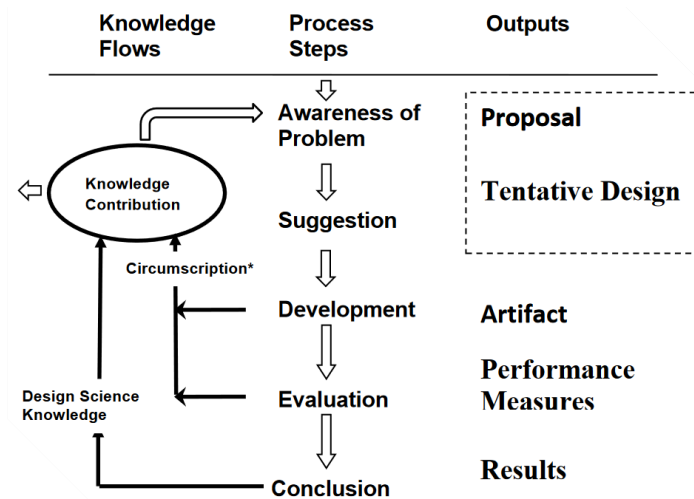 Knowledge
Flows
Process
Steps
Outputs
Awareness of
Problem
Proposal
Knowledge
Contribution
Tentative Design
Suggestion
Circumscription*
Development
Artifact
Performance
Measures
Design Science
Knowledge
Evaluation
Results
Conclusion